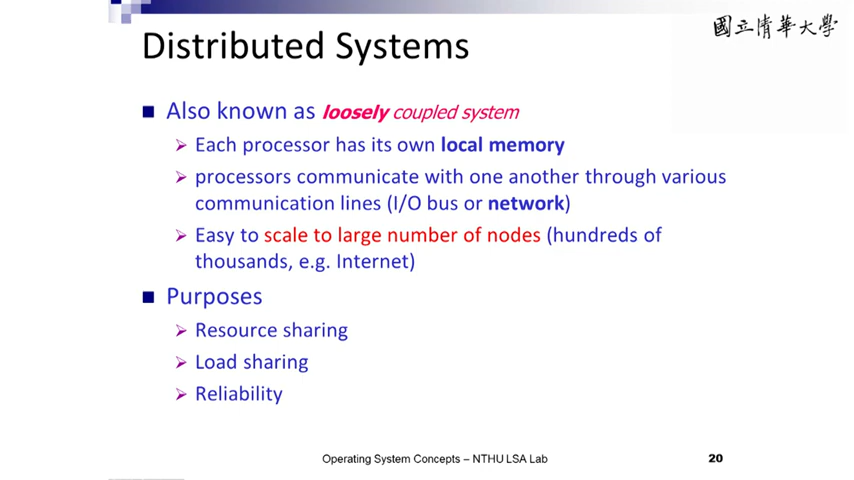 國立清華大學
Distributed Systems
Also known as loosely coupled system
Each processor has its own local memory
processors communicate with one another through various
communication lines (I/O bus or network)
Easy to scale to large number of nodes (hundreds of
thousands, e.g. Internet)
Purposes
Resource sharing
Load sharing
Reliability
Operating System Concepts – NTHU LSA Lab
20